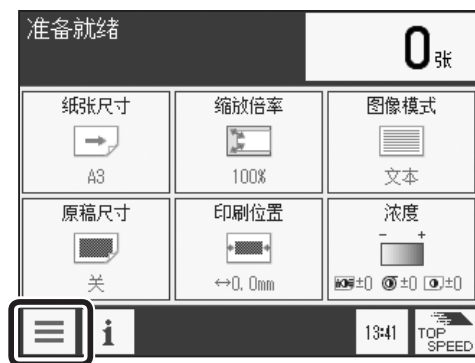 准备就绪
0张
纸张尺寸
缩放倍率
图像模式
A3
100%
文本
原稿尺寸
印刷位置
浓度
- +
关
↔0.0mm
±0 ±0 ±0
i
13:41
TOP
SPEED